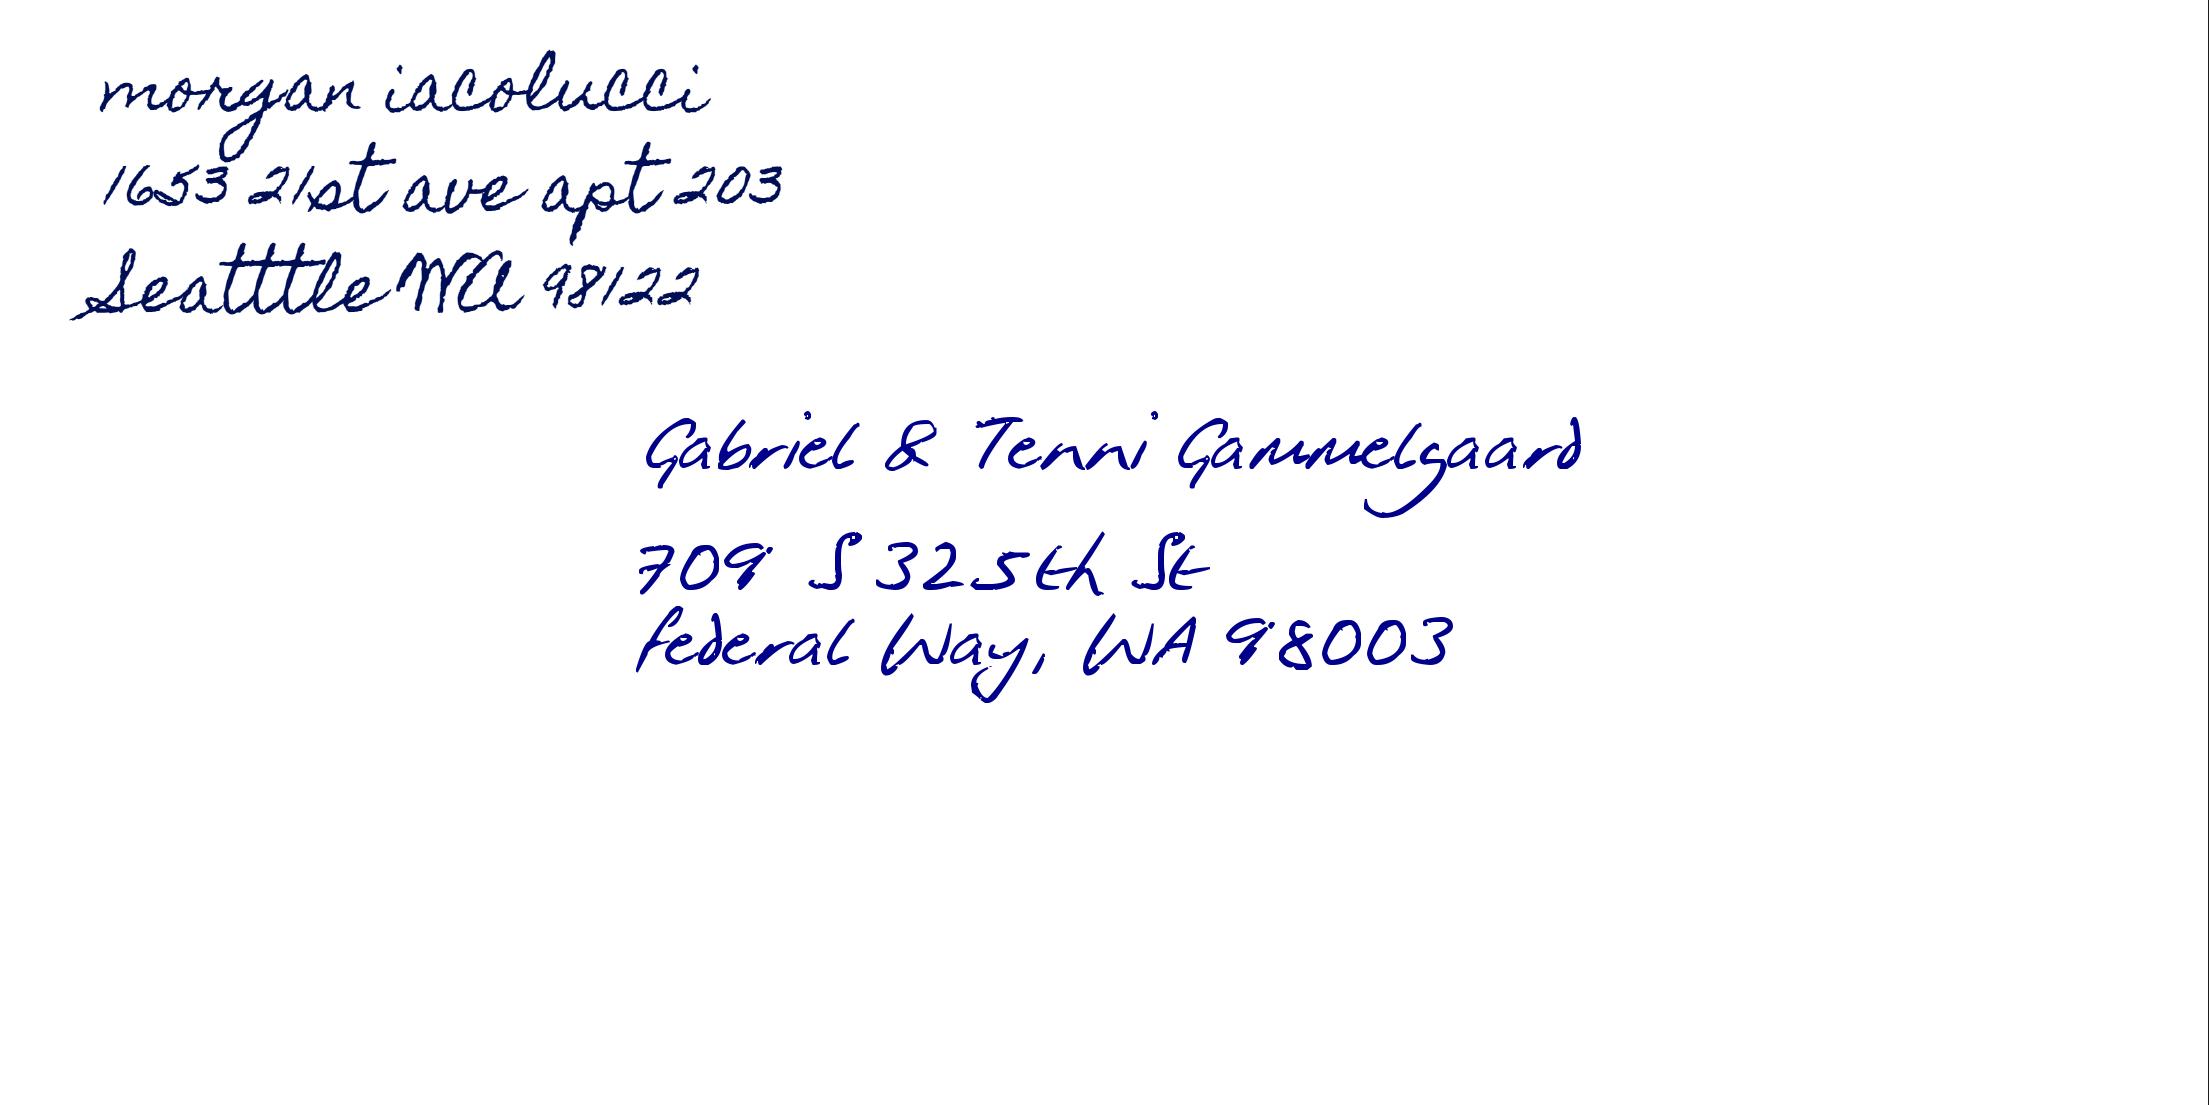 morgan iacolucci
1653 21st ave apt 203
Seatttle WA 98122
Gabriel & Tenni Gammelgaard
709 S 325th St
Federal Way, WA 98003